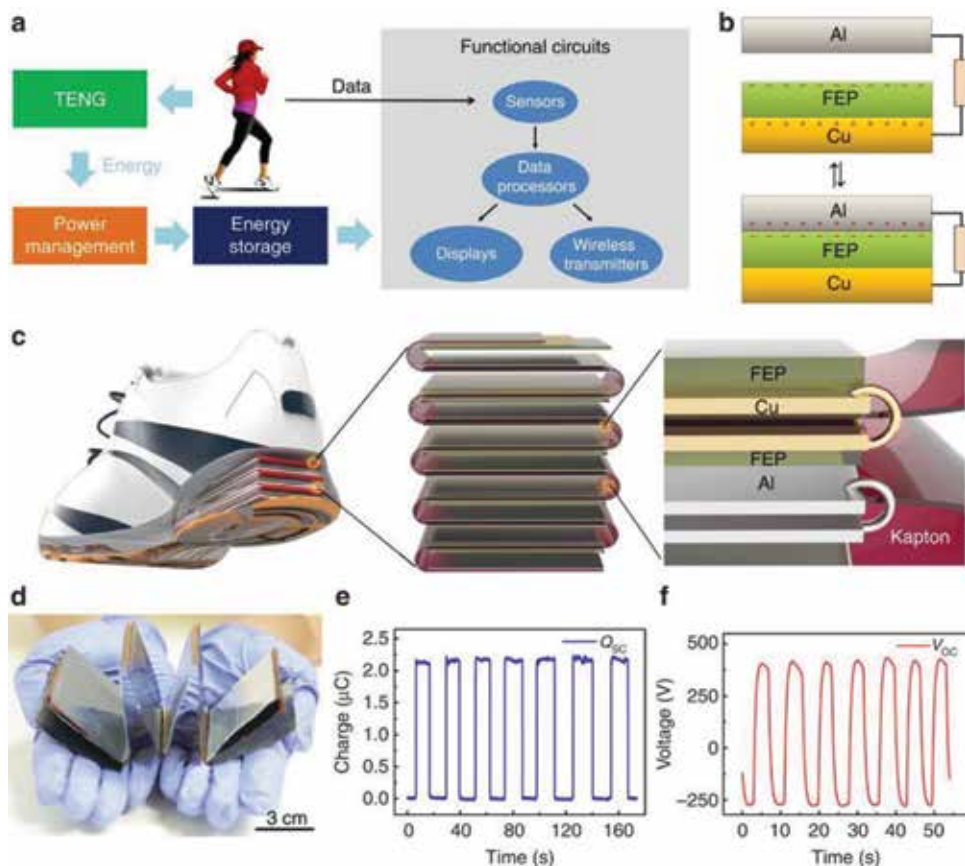 a
Functional circuits
Data
TENG
Sensors
Energy
Data
processors
Power
management
Energy
storage
Displays
Wireless
transmitters
b
Al
FEP
Cu
Al
FEP
Cu
c
FEP
Cu
FEP
Al
Kapton
d
3 cm
e
2.5
2.0
1.5
1.0
0.5
0.0
Charge (μC)
Q_SC
0 40 80 120 160
Time (s)
f
500
250
0
−250
Voltage (V)
V_OC
0 10 20 30 40 50
Time (s)